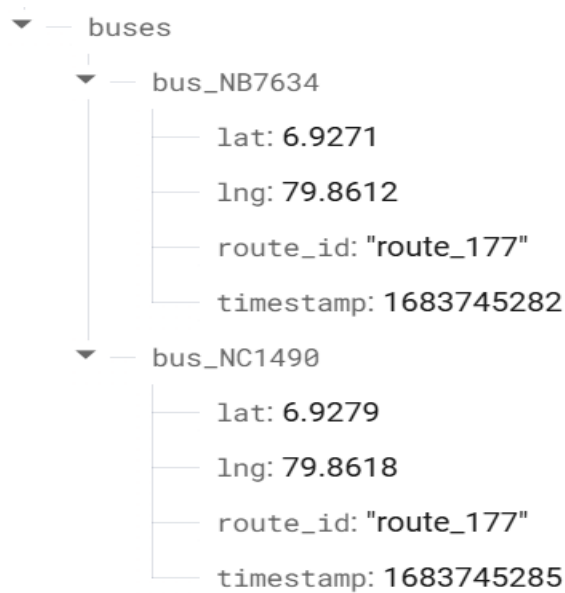 buses
bus_NB7634
lat: 6.9271
lng: 79.8612
route_id: "route_177"
timestamp: 1683745282
bus_NC1490
lat: 6.9279
lng: 79.8618
route_id: "route_177"
timestamp: 1683745285